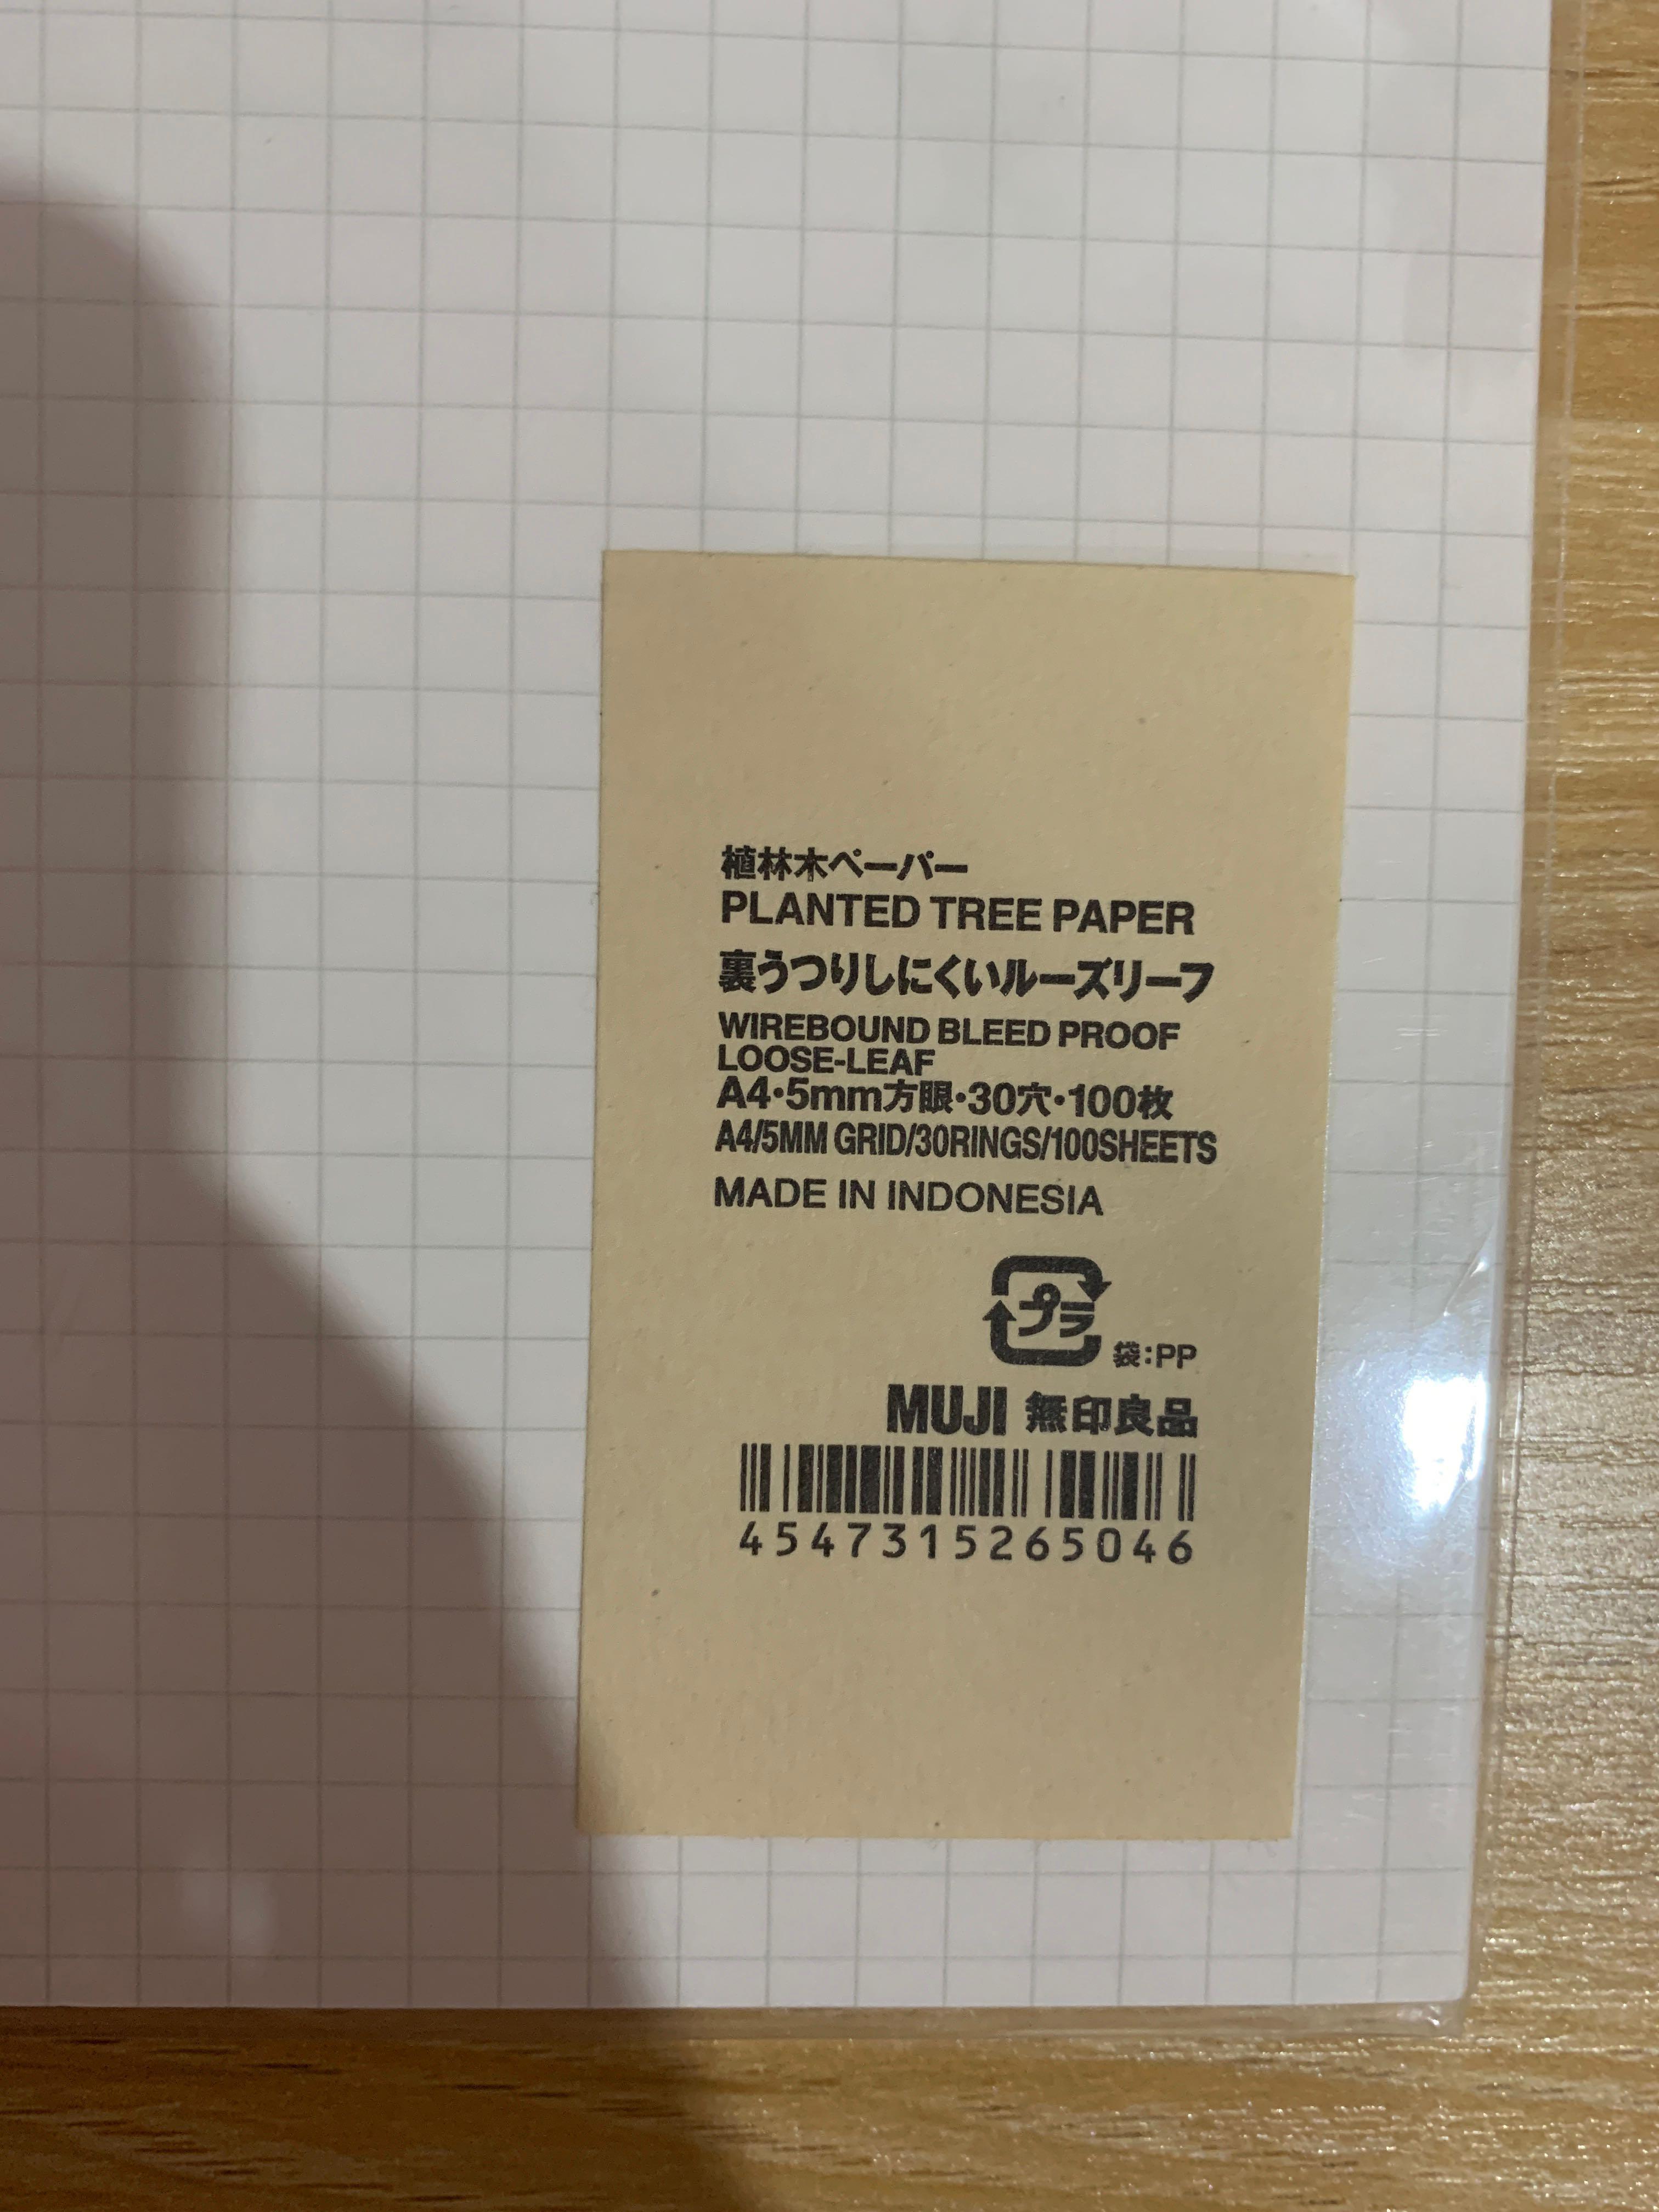 植林木ペーパー
PLANTED TREE PAPER
裏うつりしにくいルーズリーフ
WIREBOUND BLEED PROOF
LOOSE-LEAF
A4・5mm方眼・30穴・100枚
A4/5MM GRID/30RINGS/100SHEETS
MADE IN INDONESIA
プラ
袋:PP
MUJI 無印良品
4547315265046